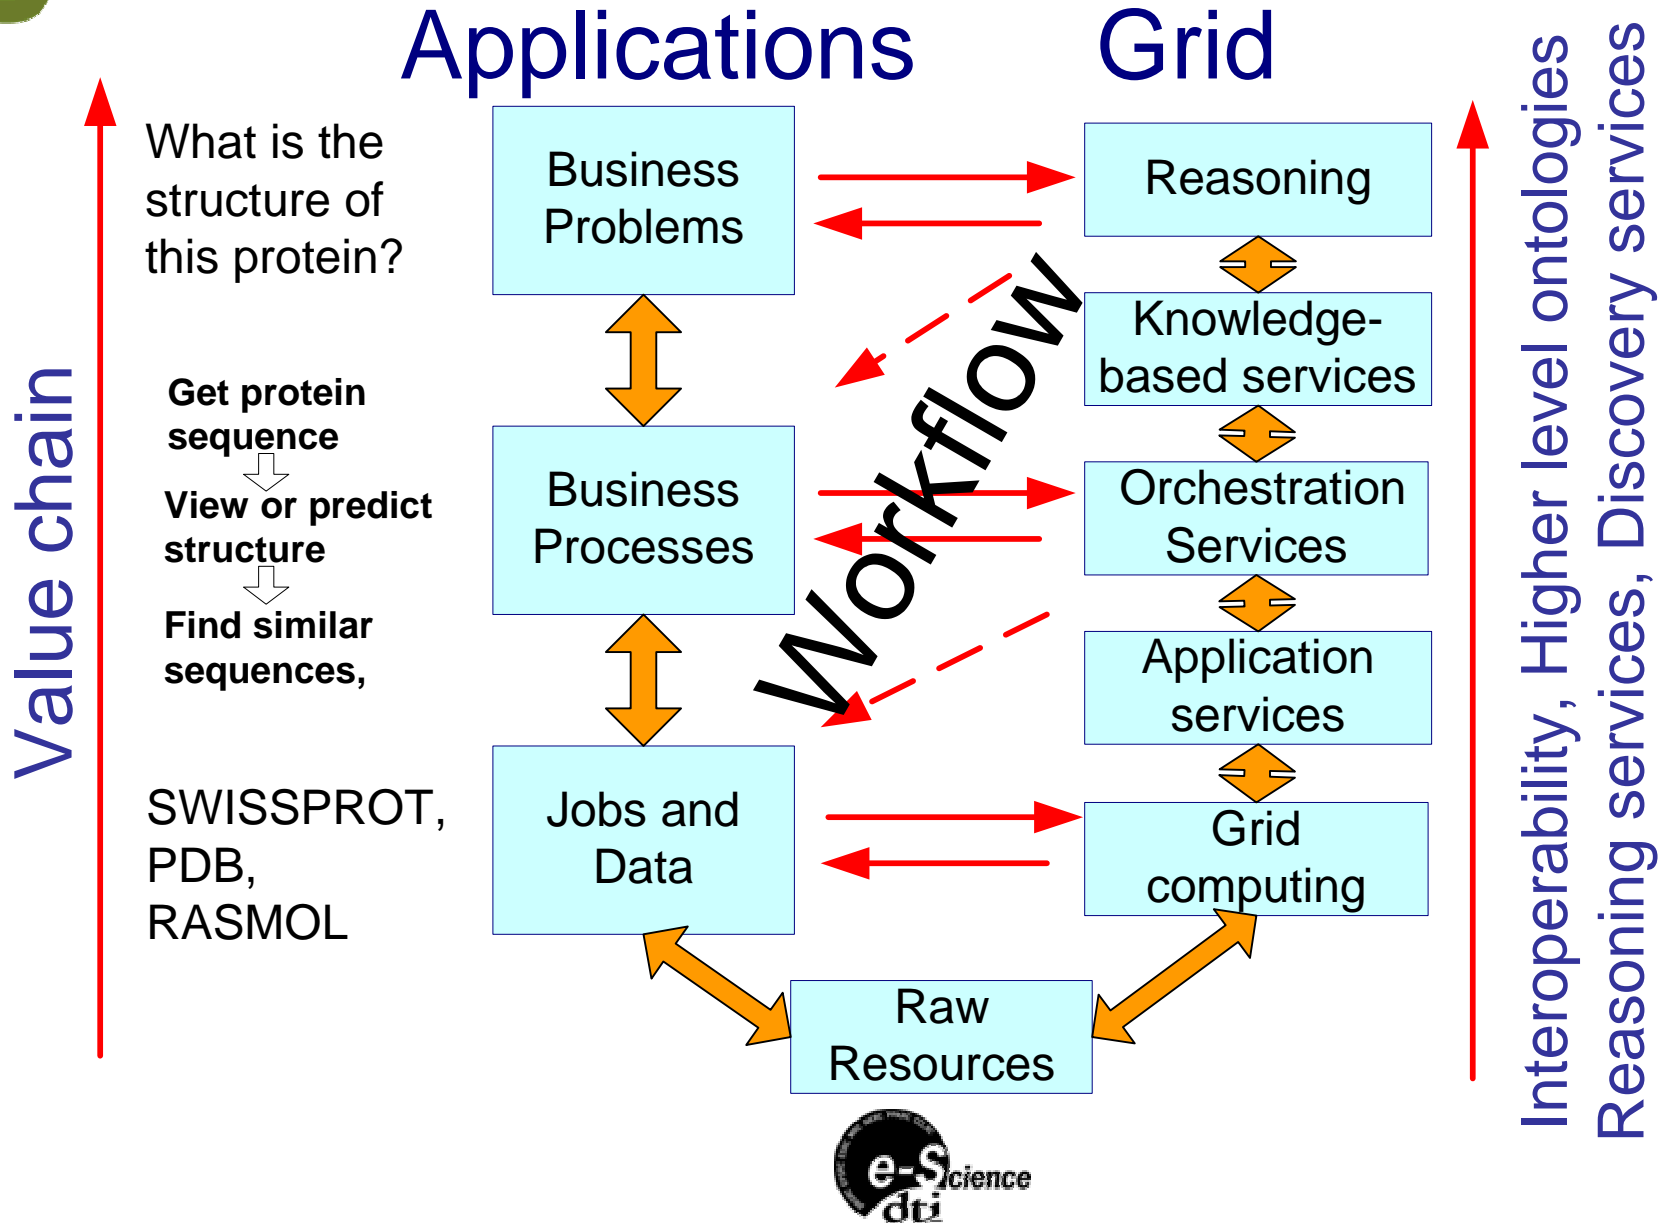 Applications
Grid
Value chain
What is the
structure of
this protein?
Get protein
sequence
View or predict
structure
Find similar
sequences,
SWISSPROT,
PDB,
RASMOL
Business
Problems
Business
Processes
Jobs and
Data
Workflow
Reasoning
Knowledge-
based services
Orchestration
Services
Application
services
Grid
computing
Raw
Resources
Interoperability, Higher level ontologies
Reasoning services, Discovery services
e-Science
dti